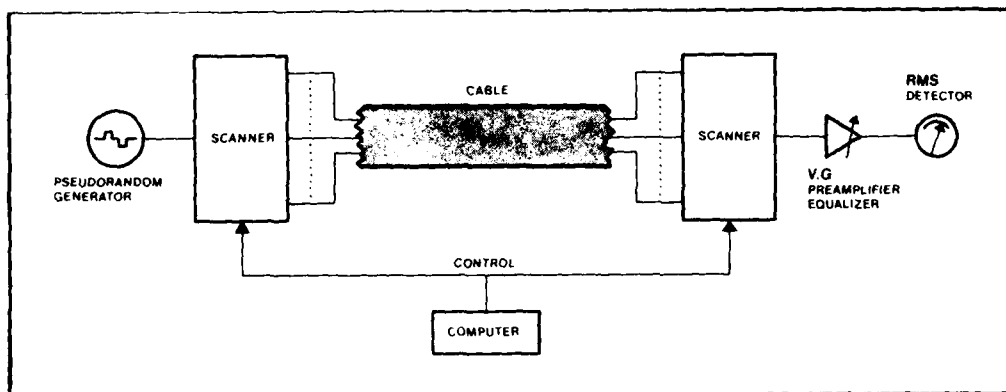 PSEUDORANDOM
GENERATOR
SCANNER
CABLE
SCANNER
V.G
PREAMPLIFIER
EQUALIZER
RMS
DETECTOR
CONTROL
COMPUTER